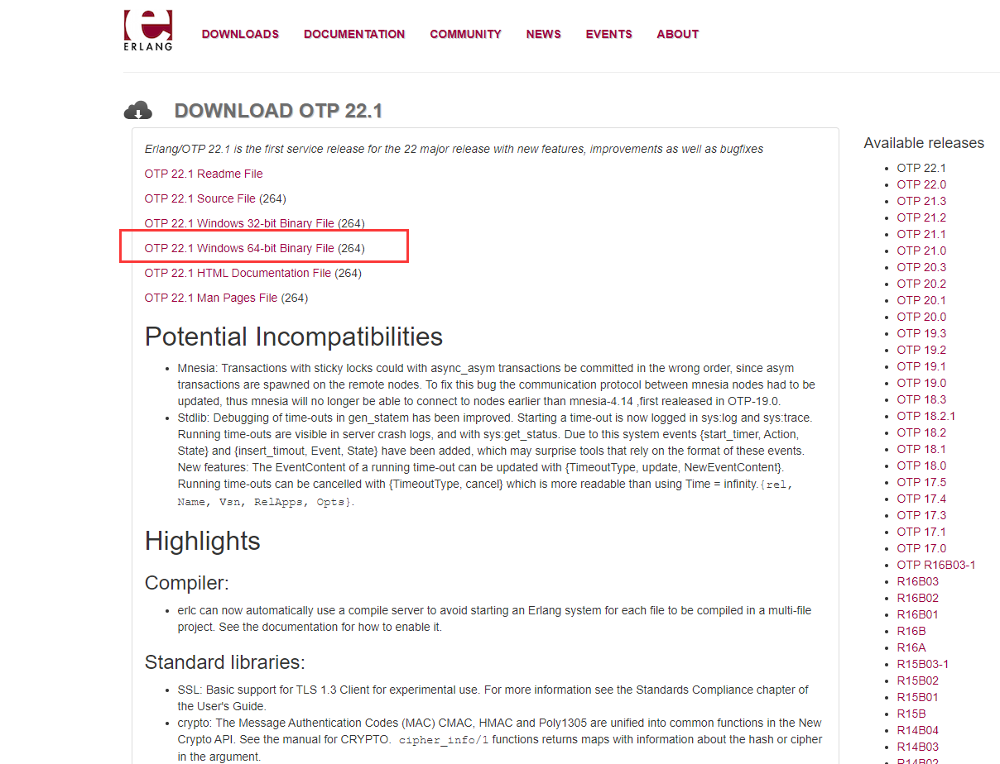 ERLANG
DOWNLOADS DOCUMENTATION COMMUNITY NEWS EVENTS ABOUT
DOWNLOAD OTP 22.1
Erlang/OTP 22.1 is the first service release for the 22 major release with new features, improvements as well as bugfixes
OTP 22.1 Readme File
OTP 22.1 Source File (264)
OTP 22.1 Windows 32-bit Binary File (264)
OTP 22.1 Windows 64-bit Binary File (264)
OTP 22.1 HTML Documentation File (264)
OTP 22.1 Man Pages File (264)
Potential Incompatibilities
• Mnesia: Transactions with sticky locks could with async_asym transactions be committed in the wrong order, since asym
transactions are spawned on the remote nodes. To fix this bug the communication protocol between mnesia nodes had to be
updated, thus mnesia will no longer be able to connect to nodes earlier than mnesia-4.14 ,first realeased in OTP-19.0.
• Stdlib: Debugging of time-outs in gen_statem has been improved. Starting a time-out is now logged in sys:log and sys:trace.
Running time-outs are visible in server crash logs, and with sys:get_status. Due to this system events {start_timer, Action,
State} and {insert_timout, Event, State} have been added, which may surprise tools that rely on the format of these events.
New features: The EventContent of a running time-out can be updated with {TimeoutType, update, NewEventContent}.
Running time-outs can be cancelled with {TimeoutType, cancel} which is more readable than using Time = infinity.{rel,
Name, Vsn, RelApps, Opts}.
Highlights
Compiler:
• erlc can now automatically use a compile server to avoid starting an Erlang system for each file to be compiled in a multi-file
project. See the documentation for how to enable it.
Standard libraries:
• SSL: Basic support for TLS 1.3 Client for experimental use. For more information see the Standards Compliance chapter of
the User's Guide.
• crypto: The Message Authentication Codes (MAC) CMAC, HMAC and Poly1305 are unified into common functions in the New
Crypto API. See the manual for CRYPTO. cipher_info/1 functions returns maps with information about the hash or cipher
in the argument.
Available releases
• OTP 22.1
• OTP 22.0
• OTP 21.3
• OTP 21.2
• OTP 21.1
• OTP 21.0
• OTP 20.3
• OTP 20.2
• OTP 20.1
• OTP 20.0
• OTP 19.3
• OTP 19.2
• OTP 19.1
• OTP 19.0
• OTP 18.3
• OTP 18.2.1
• OTP 18.2
• OTP 18.1
• OTP 18.0
• OTP 17.5
• OTP 17.4
• OTP 17.3
• OTP 17.1
• OTP 17.0
• OTP R16B03-1
• R16B03
• R16B02
• R16B01
• R16B
• R16A
• R15B03-1
• R15B02
• R15B01
• R15B
• R14B04
• R14B03
• R14B02